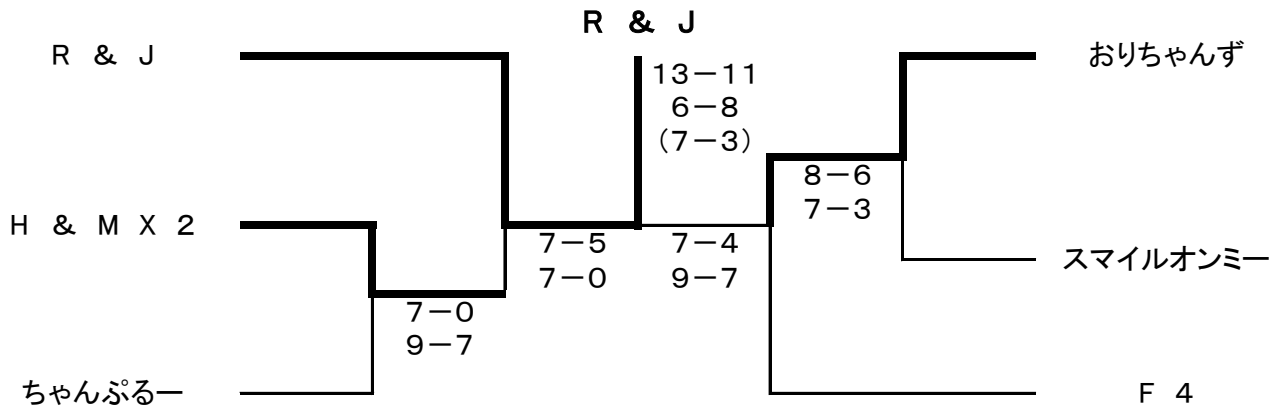 R & J
R & J
13－11
6－8
(7－3)
おりちゃんず
8－6
7－3
H & M X 2
7－5
7－0
7－4
9－7
スマイルオンミー
7－0
9－7
ちゃんぷるー
F 4